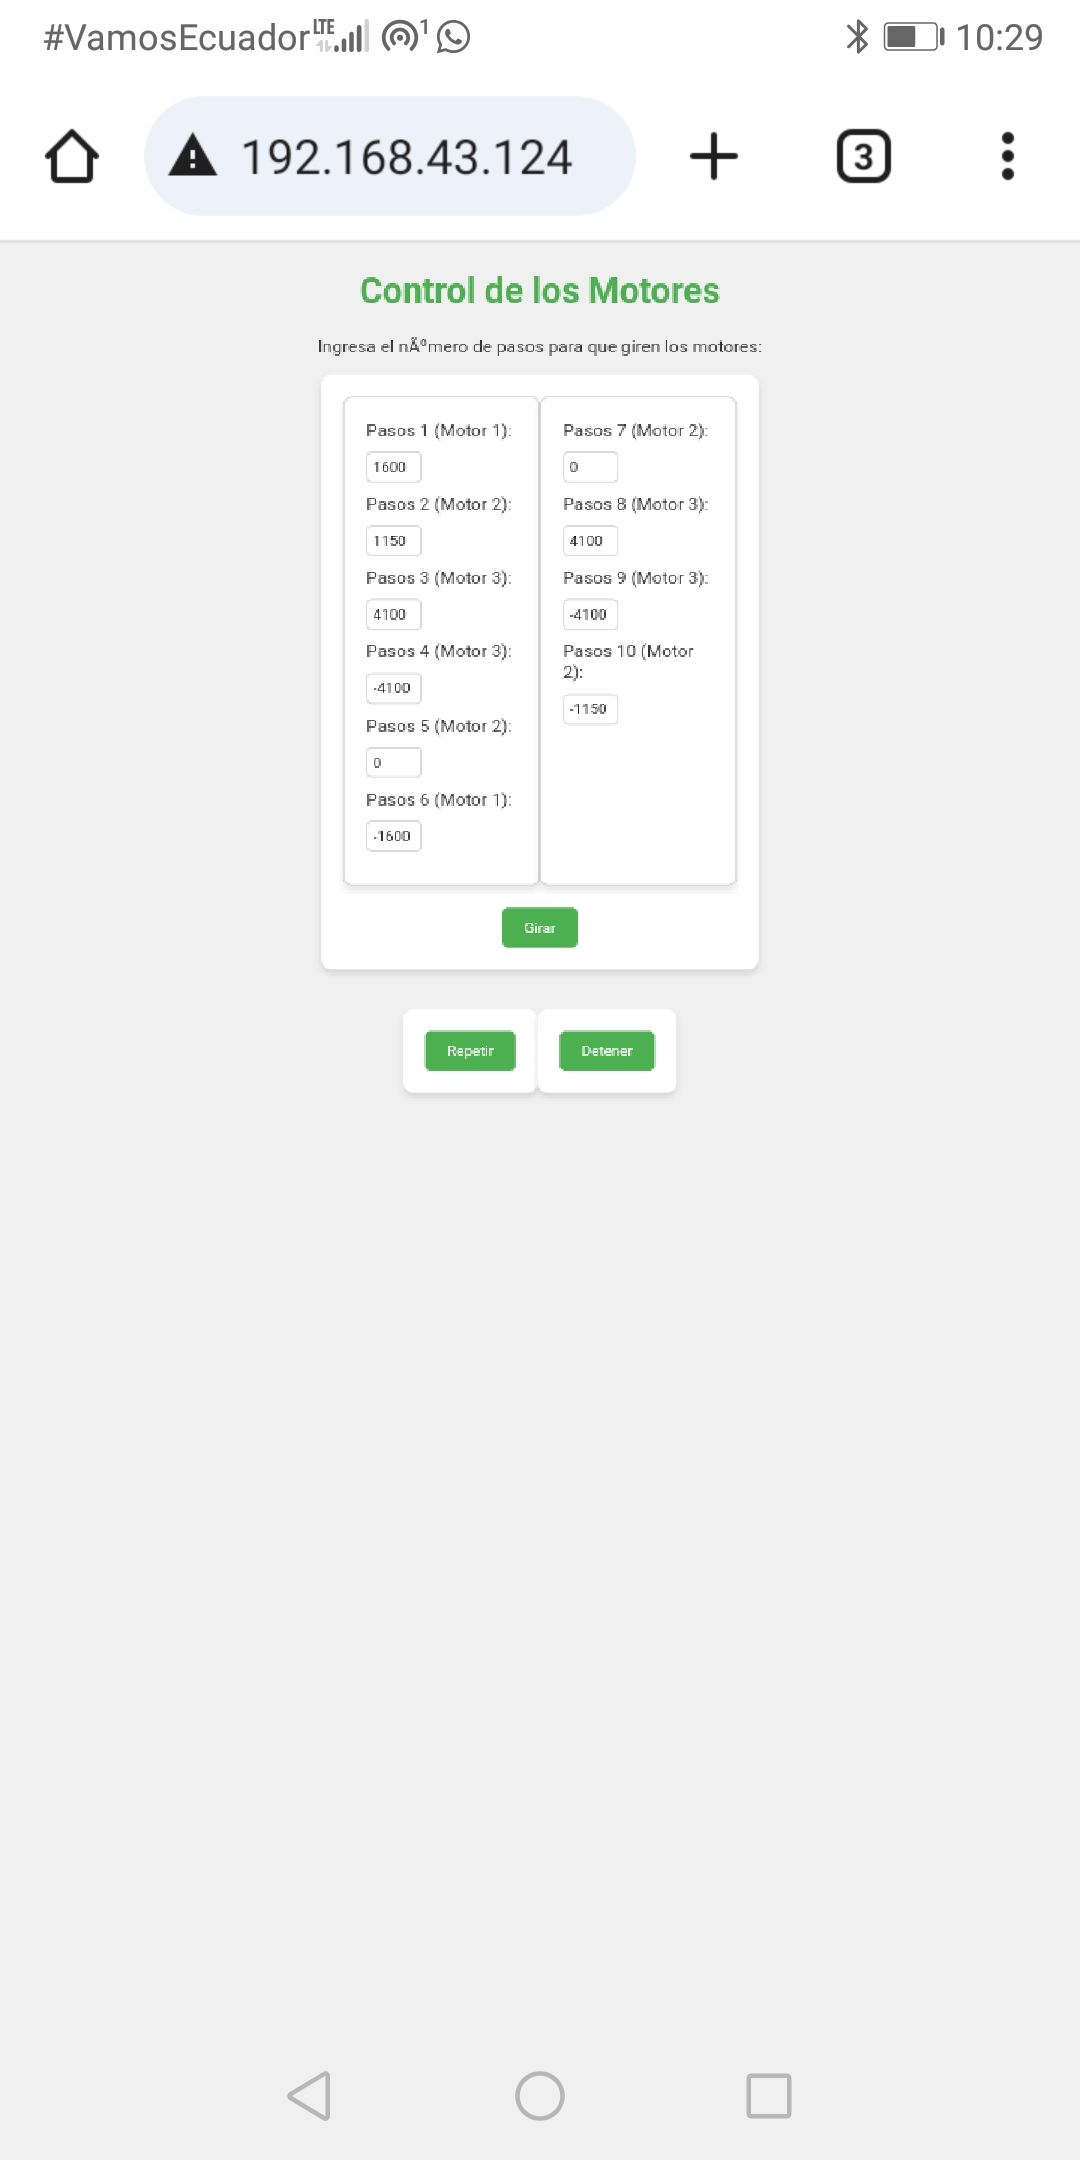 #VamosEcuador LTE 1 10:29
192.168.43.124 3
Control de los Motores
Ingresa el nÃºmero de pasos para que giren los motores:
Pasos 1 (Motor 1):
1600
Pasos 2 (Motor 2):
1150
Pasos 3 (Motor 3):
4100
Pasos 4 (Motor 3):
-4100
Pasos 5 (Motor 2):
0
Pasos 6 (Motor 1):
-1600
Pasos 7 (Motor 2):
0
Pasos 8 (Motor 3):
4100
Pasos 9 (Motor 3):
-4100
Pasos 10 (Motor
2):
-1150
Girar
Repetir
Detener